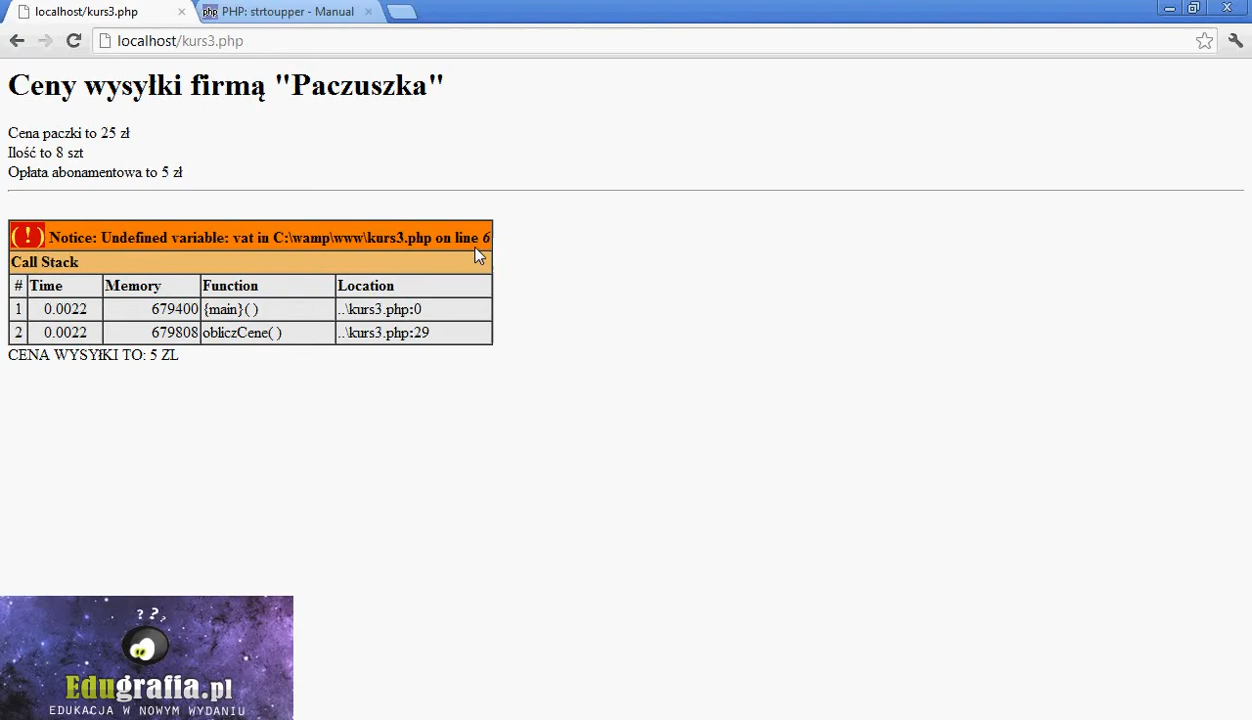 localhost/kurs3.php
PHP: strtoupper - Manual
localhost/kurs3.php
Ceny wysyłki firmą "Paczuszka"
Cena paczki to 25 zł
Ilość to 8 szt
Opłata abonamentowa to 5 zł
( ! ) Notice: Undefined variable: vat in C:\wamp\www\kurs3.php on line 6
Call Stack
# Time Memory Function Location
1 0.0022 679400 {main}( ) ..\kurs3.php:0
2 0.0022 679808 obliczCene( ) ..\kurs3.php:29
CENA WYSYłKI TO: 5 ZL
? ? ?
Edugrafia.pl
EDUKACJA W NOWYM WYDANIU